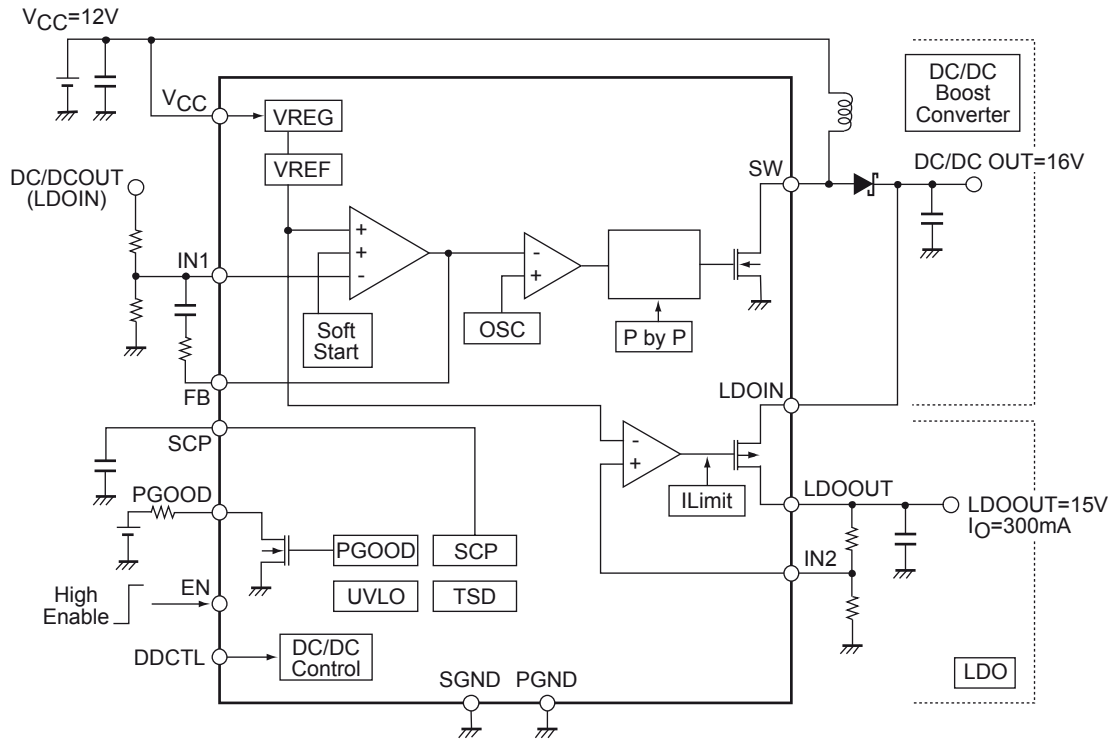 VCC=12V
DC/DC
Boost
Converter
VCC
VREG
VREF
SW
DC/DC OUT=16V
DC/DCOUT
(LDOIN)
+
+
-
-
+
IN1
Soft
Start
OSC
P by P
FB
LDOIN
SCP
-
+
PGOOD
ILimit
LDOOUT
LDOOUT=15V
IO=300mA
PGOOD
SCP
IN2
High
Enable
EN
UVLO
TSD
DDCTL
DC/DC
Control
SGND
PGND
LDO